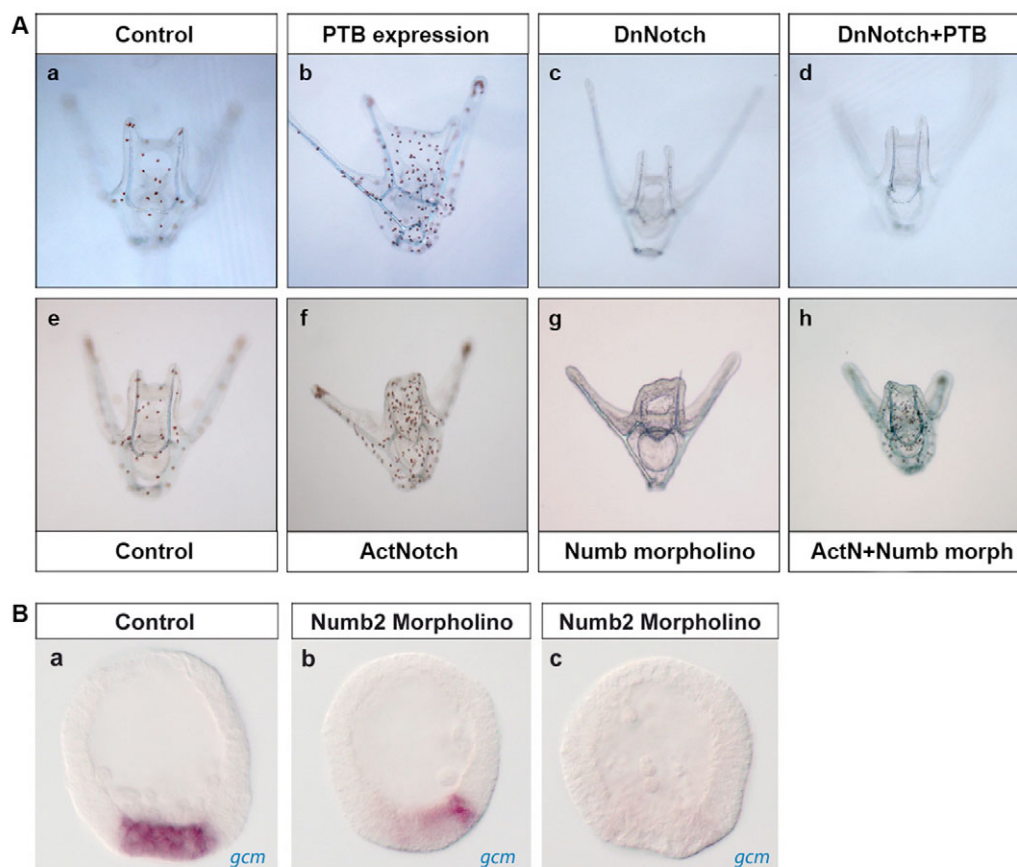 A
Control
PTB expression
DnNotch
DnNotch+PTB
a
b
c
d
e
f
g
h
Control
ActNotch
Numb morpholino
ActN+Numb morph
B
Control
Numb2 Morpholino
Numb2 Morpholino
a
b
c
gcm
gcm
gcm